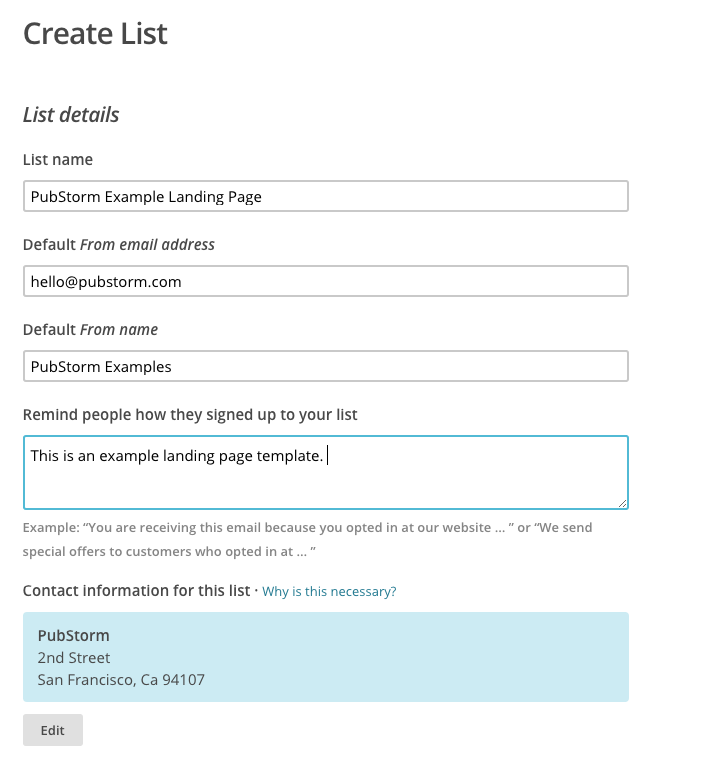 Create List
List details
List name
PubStorm Example Landing Page
Default From email address
hello@pubstorm.com
Default From name
PubStorm Examples
Remind people how they signed up to your list
This is an example landing page template.
Example: “You are receiving this email because you opted in at our website ... ” or “We send
special offers to customers who opted in at ... ”
Contact information for this list · Why is this necessary?
PubStorm
2nd Street
San Francisco, Ca 94107
Edit